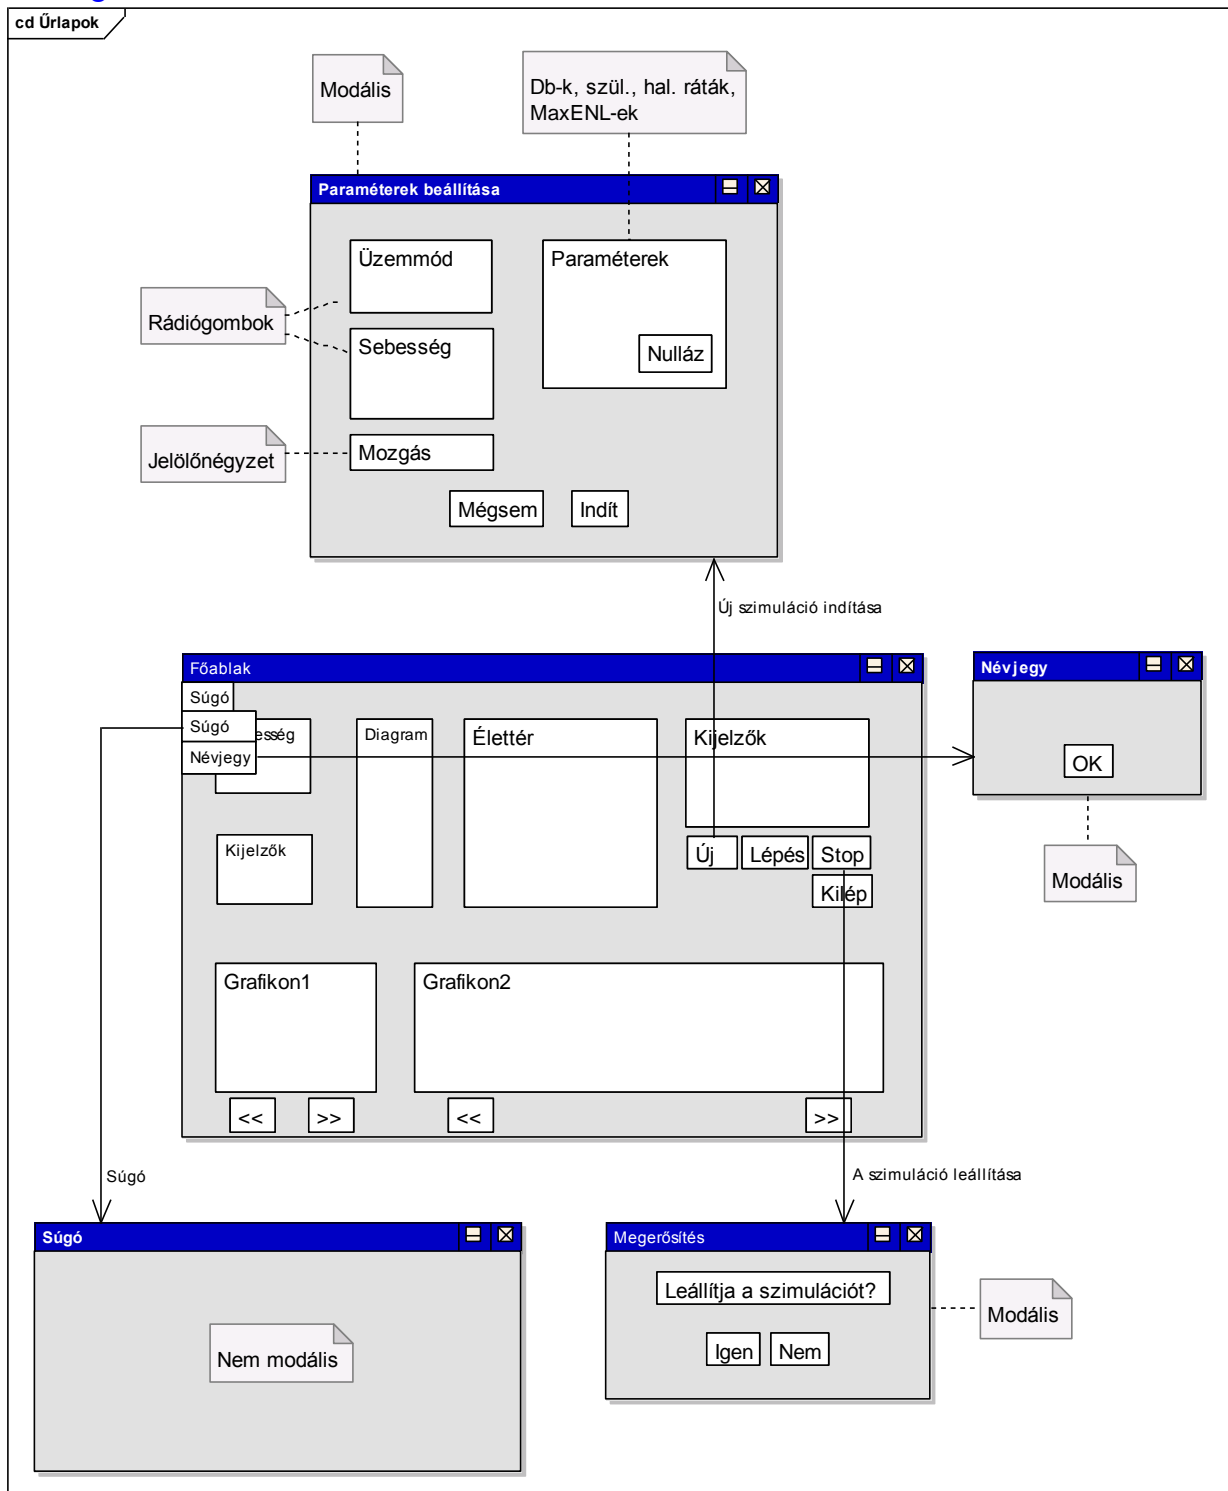 cd Űrlapok
Modális
Db-k, szül., hal. ráták,
MaxENL-ek
Paraméterek beállítása
Üzemmód
Paraméterek
Rádiógombok
Sebesség
Nulláz
Jelölőnégyzet
Mozgás
Mégsem
Indít
Új szimuláció indítása
Főablak
Névjegy
Súgó
Súgó
esség
Diagram
Élettér
Kijelzők
Névjegy
OK
Kijelzők
Új
Lépés
Stop
Modális
Kilép
Grafikon1
Grafikon2
<<
>>
<<
>>
Súgó
A szimuláció leállítása
Súgó
Megerősítés
Leállítja a szimulációt?
Modális
Nem modális
Igen
Nem